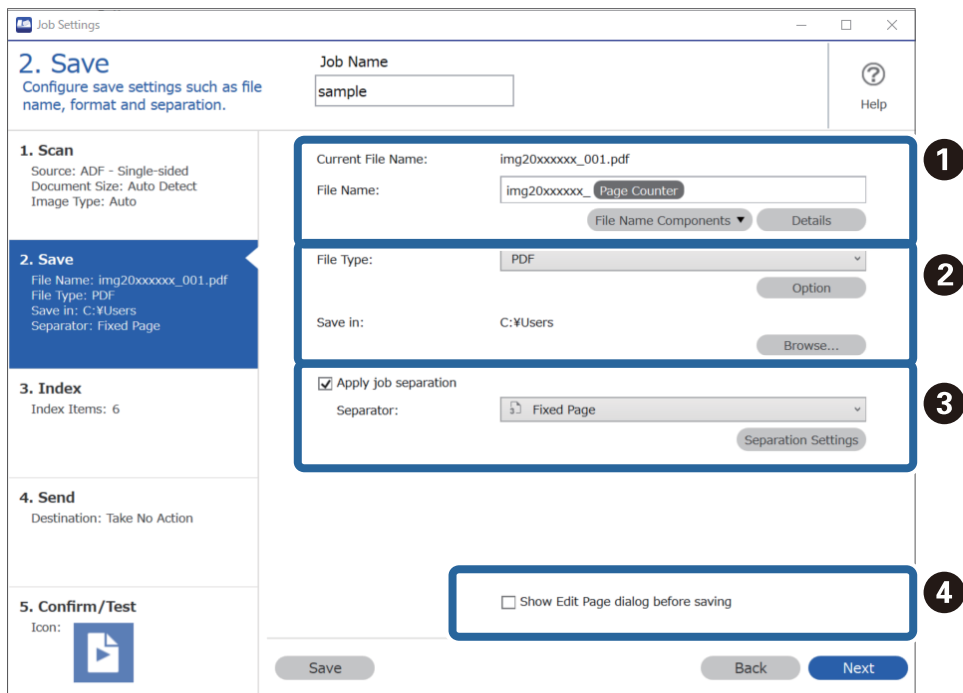 Job Settings
2. Save
Configure save settings such as file
name, format and separation.
Job Name
sample
Help
1. Scan
Source: ADF - Single-sided
Document Size: Auto Detect
Image Type: Auto
2. Save
File Name: img20xxxxxx_001.pdf
File Type: PDF
Save in: C:¥Users
Separator: Fixed Page
3. Index
Index Items: 6
4. Send
Destination: Take No Action
5. Confirm/Test
Icon:
Current File Name: img20xxxxxx_001.pdf
File Name: img20xxxxxx_ Page Counter
File Name Components ▼ Details
1
File Type: PDF
Option
Save in: C:¥Users
Browse...
2
Apply job separation
Separator: Fixed Page
Separation Settings
3
Show Edit Page dialog before saving
4
Save Back Next